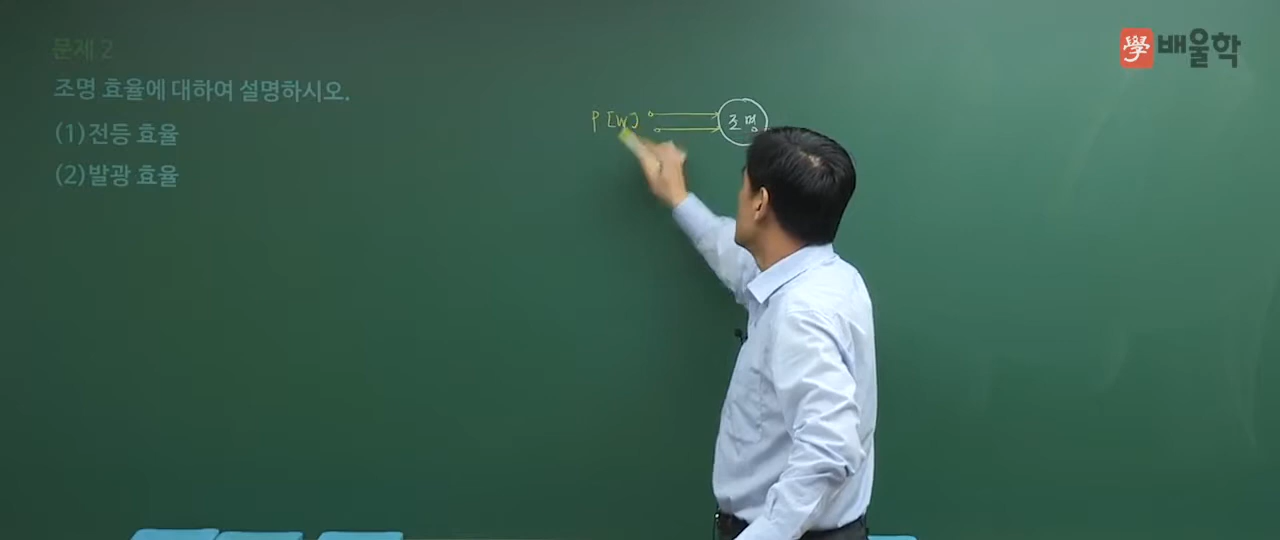 문제 2
조명 효율에 대하여 설명하시오.
(1) 전등 효율
(2) 발광 효율
P [W] 조명
學 배울학